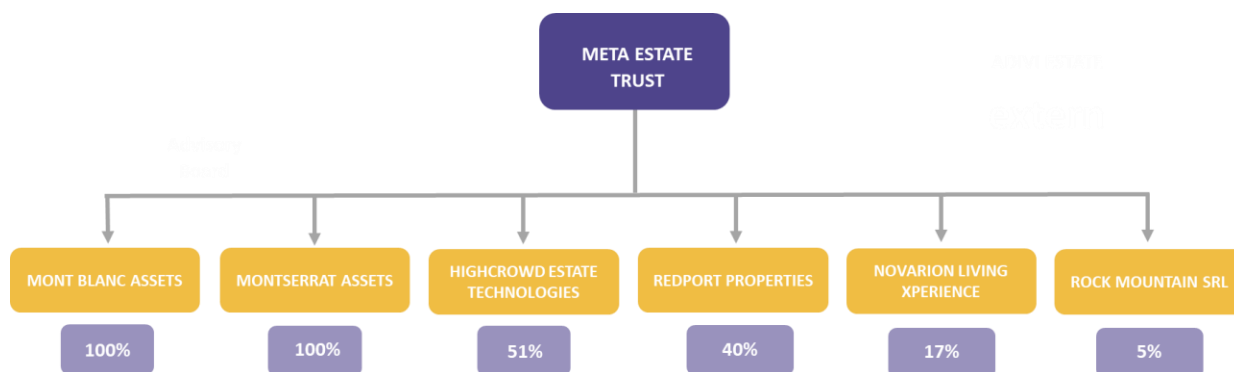 META ESTATE
TRUST
MONT BLANC ASSETS
MONTSERRAT ASSETS
HIGHCROWD ESTATE
TECHNOLOGIES
REDPORT PROPERTIES
NOVARION LIVING
XPERIENCE
ROCK MOUNTAIN SRL
100%
100%
51%
40%
17%
5%